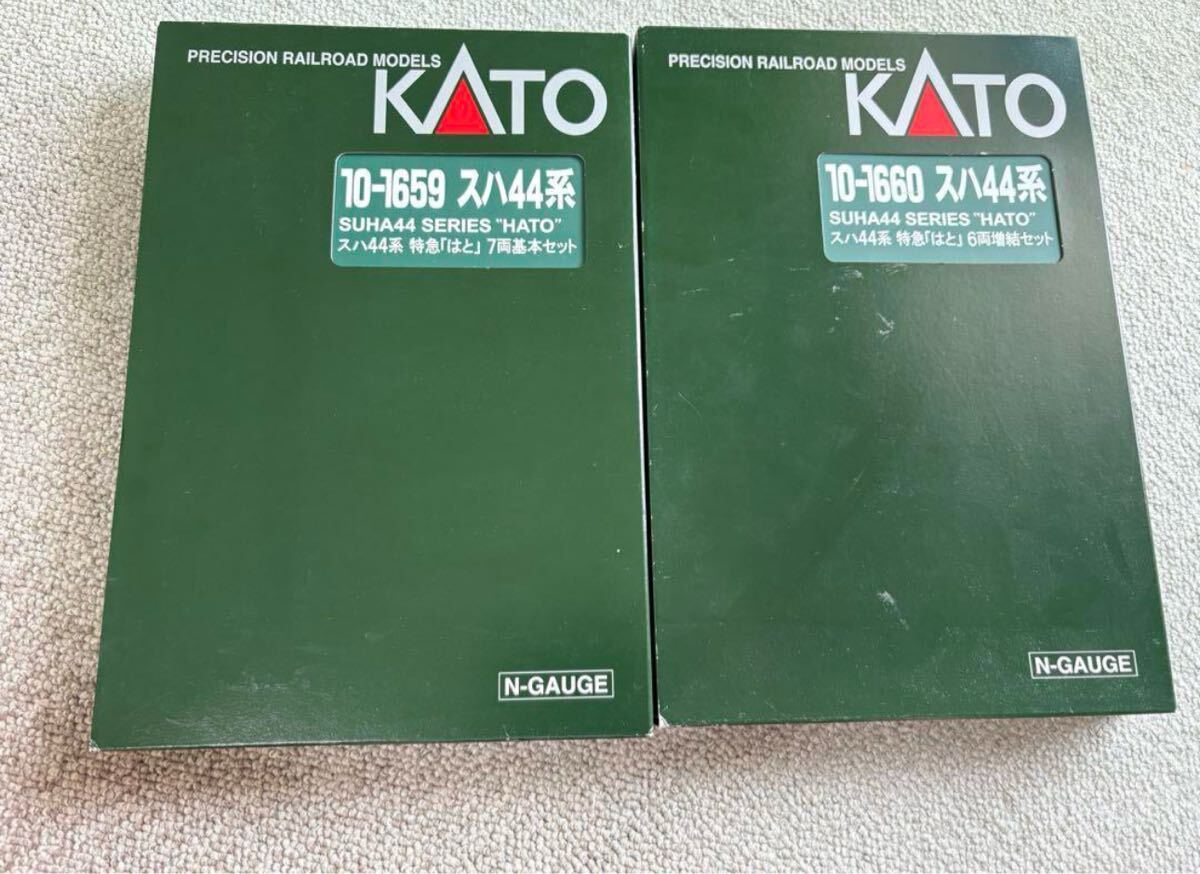 PRECISION RAILROAD MODELS
KATO
10-1659 スハ44系
SUHA44 SERIES "HATO"
スハ44系 特急「はと」 7両基本セット
N-GAUGE
PRECISION RAILROAD MODELS
KATO
10-1660 スハ44系
SUHA44 SERIES "HATO"
スハ44系 特急「はと」 6両増結セット
N-GAUGE